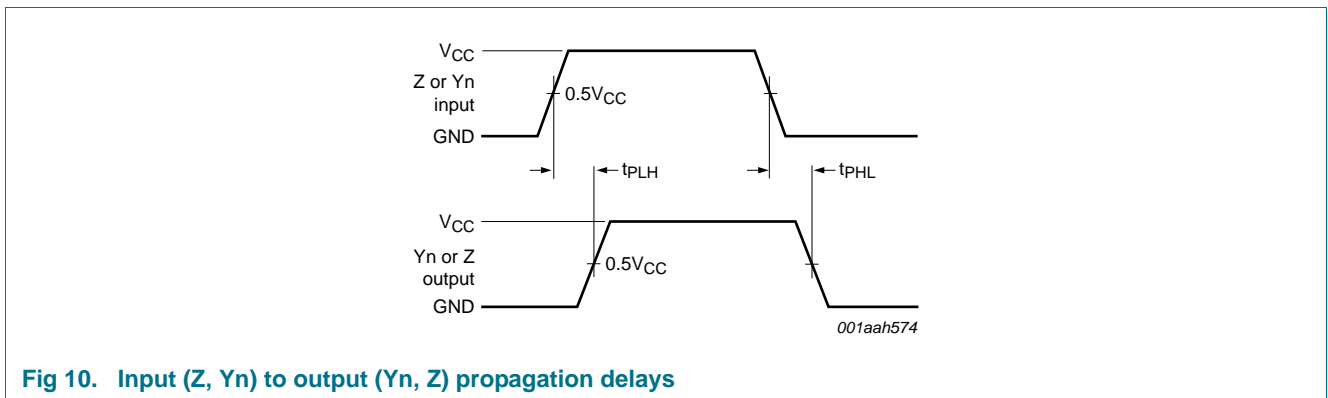 VCC
Z or Yn
input
0.5VCC
GND
tPLH
tPHL
VCC
Yn or Z
output
0.5VCC
GND
001aah574
Fig 10. Input (Z, Yn) to output (Yn, Z) propagation delays